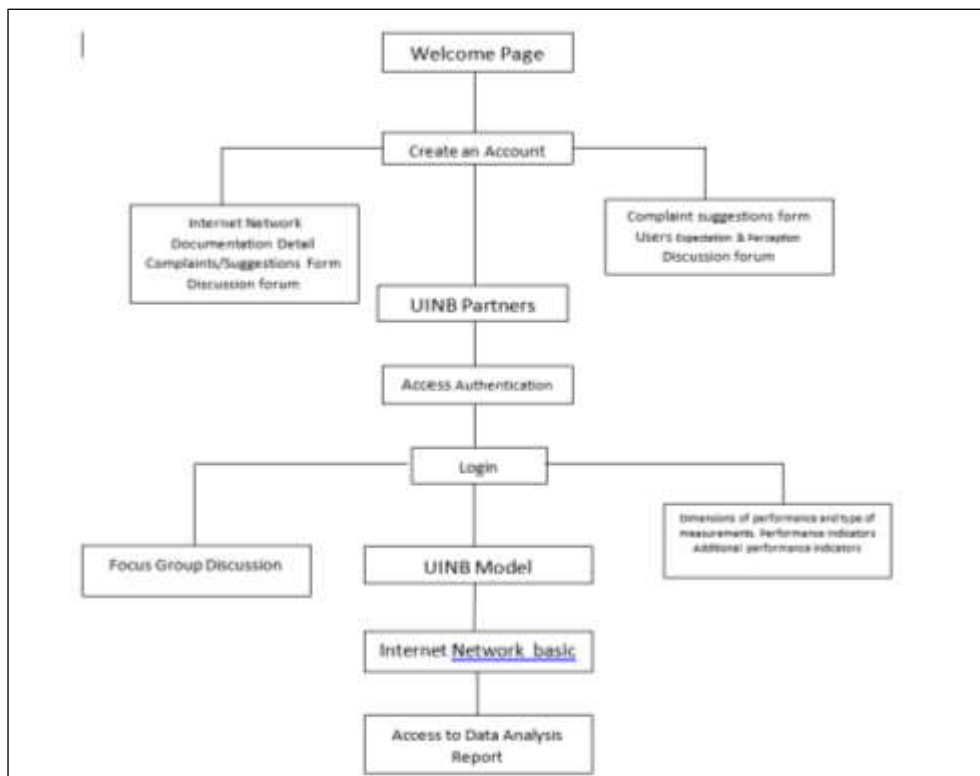 Welcome Page
Create an Account
Internet Network
Documentation Detail
Complaints/Suggestions Form
Discussion forum
Complaint suggestions form
Users Expectation & Perception
Discussion forum
UINB Partners
Access Authentication
Login
Focus Group Discussion
Dimensions of performance and type of
measurements. Performance indicators
Additional performance indicators
UINB Model
Internet Network basic
Access to Data Analysis
Report